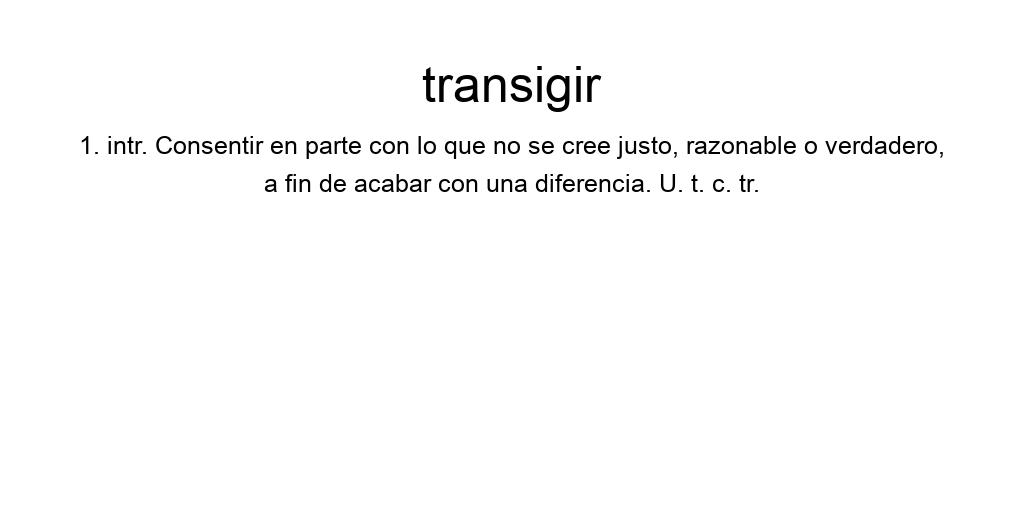 transigir
1. intr. Consentir en parte con lo que no se cree justo, razonable o verdadero,
a fin de acabar con una diferencia. U. t. c. tr.